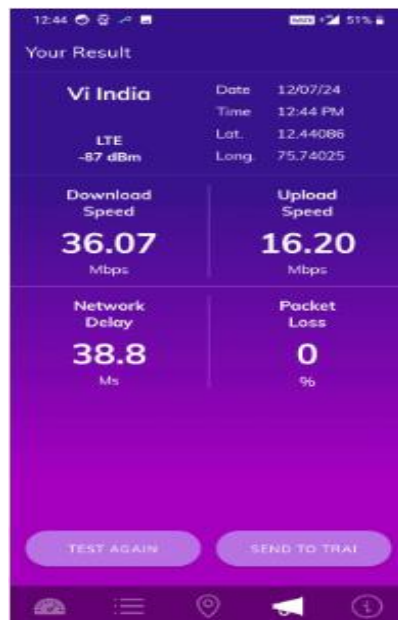 12:44 51%
Your Result
Vi India
LTE
-87 dBm
Date 12/07/24
Time 12:44 PM
Lat. 12.44086
Long. 75.74025
Download
Speed
36.07
Mbps
Upload
Speed
16.20
Mbps
Network
Delay
38.8
Ms
Packet
Loss
0
%
TEST AGAIN
SEND TO TRAI